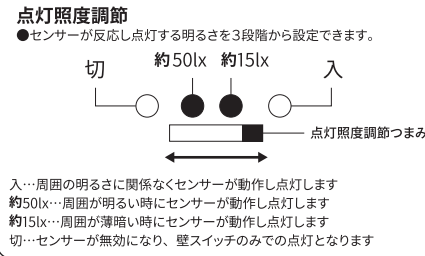 点灯照度調節
●センサーが反応し点灯する明るさを3段階から設定できます。
切 約50lx 約15lx 入
点灯照度調節つまみ
入…周囲の明るさに関係なくセンサーが動作し点灯します
約50lx…周囲が明るい時にセンサーが動作し点灯します
約15lx…周囲が薄暗い時にセンサーが動作し点灯します
切…センサーが無効になり、壁スイッチのみでの点灯となります